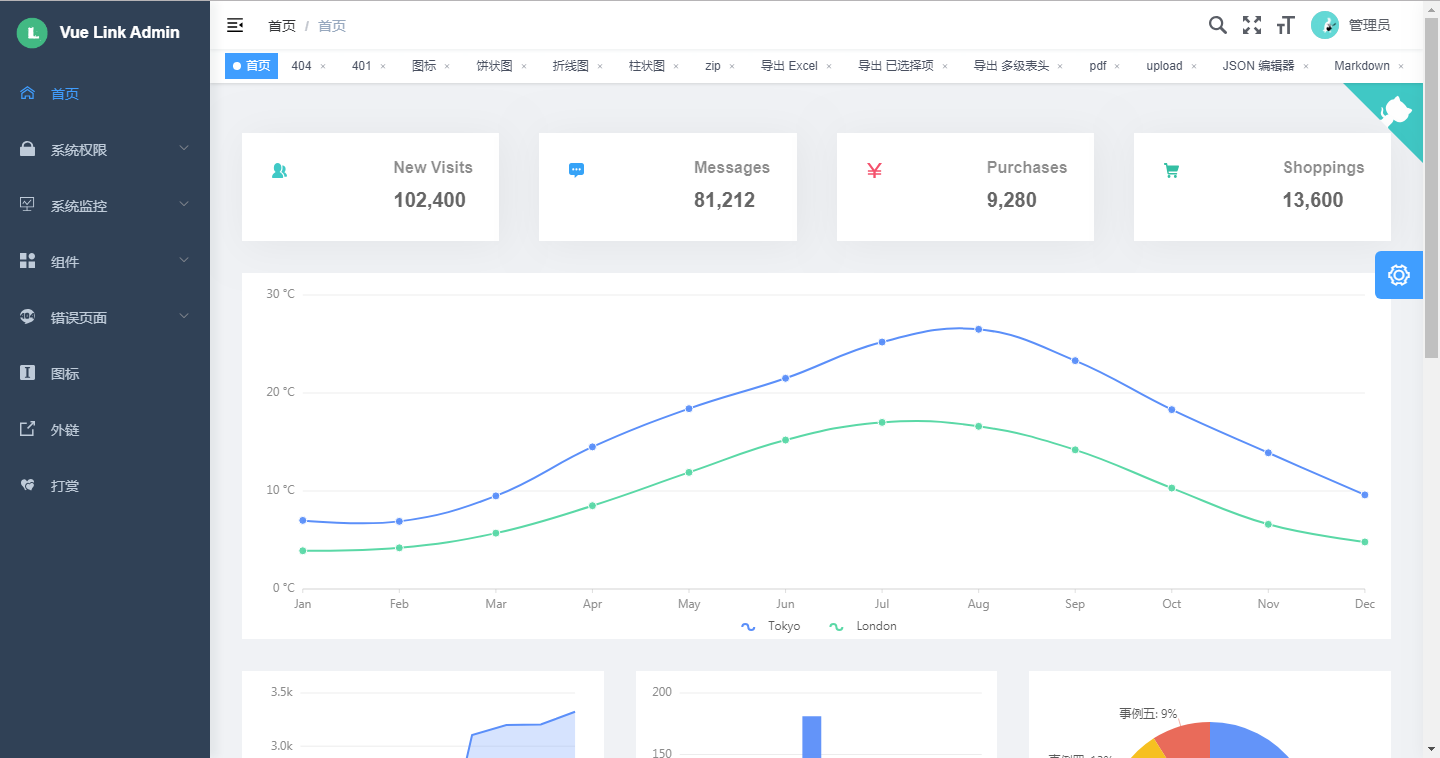 Vue Link Admin
首页 / 首页
管理员
首页 404 × 401 × 图标 × 饼状图 × 折线图 × 柱状图 × zip × 导出 Excel × 导出 已选择项 × 导出 多级表头 × pdf × upload × JSON 编辑器 × Markdown ×
首页
系统权限
系统监控
组件
错误页面
图标
外链
打赏
New Visits
102,400
Messages
81,212
Purchases
9,280
Shoppings
13,600
30 °C
20 °C
10 °C
0 °C
Jan Feb Mar Apr May Jun Jul Aug Sep Oct Nov Dec
Tokyo London
3.5k
3.0k
200
150
事例五: 9%